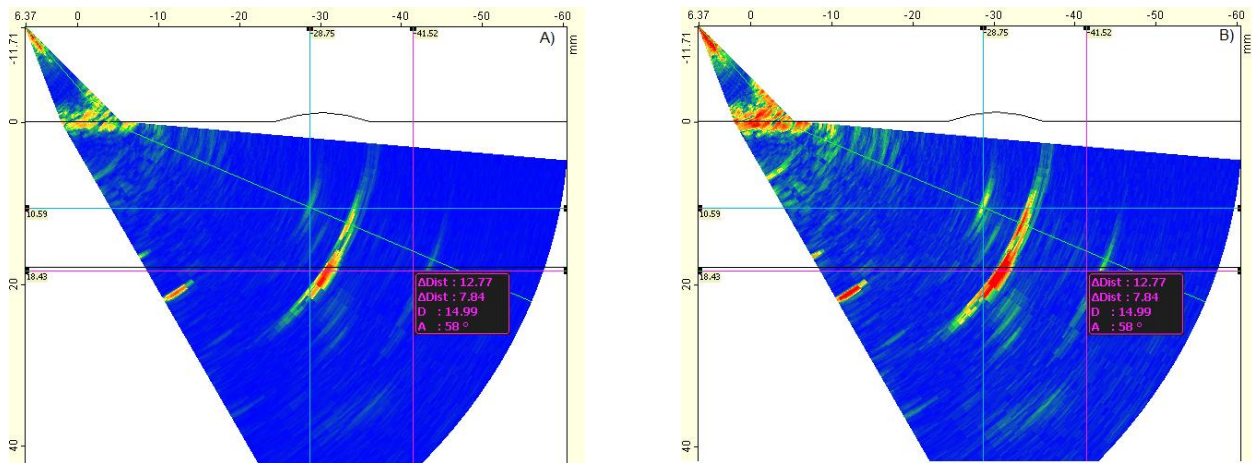 6.37 0 -10 -20 -30 -40 -50 -60
A)
mm
-28.75
-41.52
-11.71
0
10.59
18.43
20
ΔDist : 12.77
ΔDist : 7.84
D : 14.99
A : 58 °
40
6.37 0 -10 -20 -30 -40 -50 -60
B)
mm
-28.75
-41.52
-11.71
0
10.59
18.43
20
ΔDist : 12.77
ΔDist : 7.84
D : 14.99
A : 58 °
40